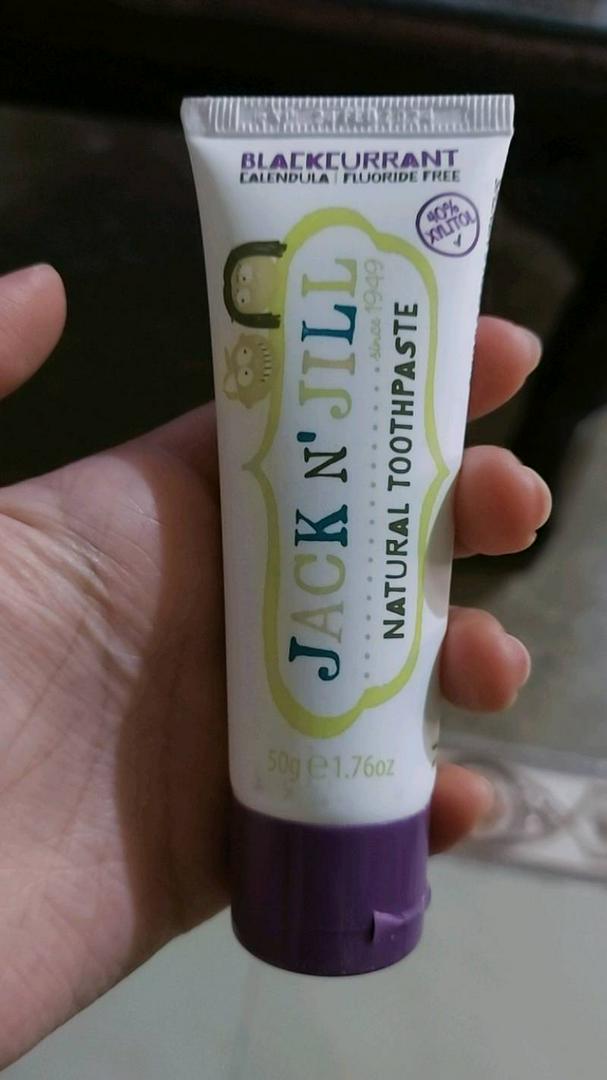 BLACKCURRANT
CALENDULA | FLUORIDE FREE
40%
XYLITOL
JACK N' JILL
since 1949
NATURAL TOOTHPASTE
50g ℮ 1.76oz